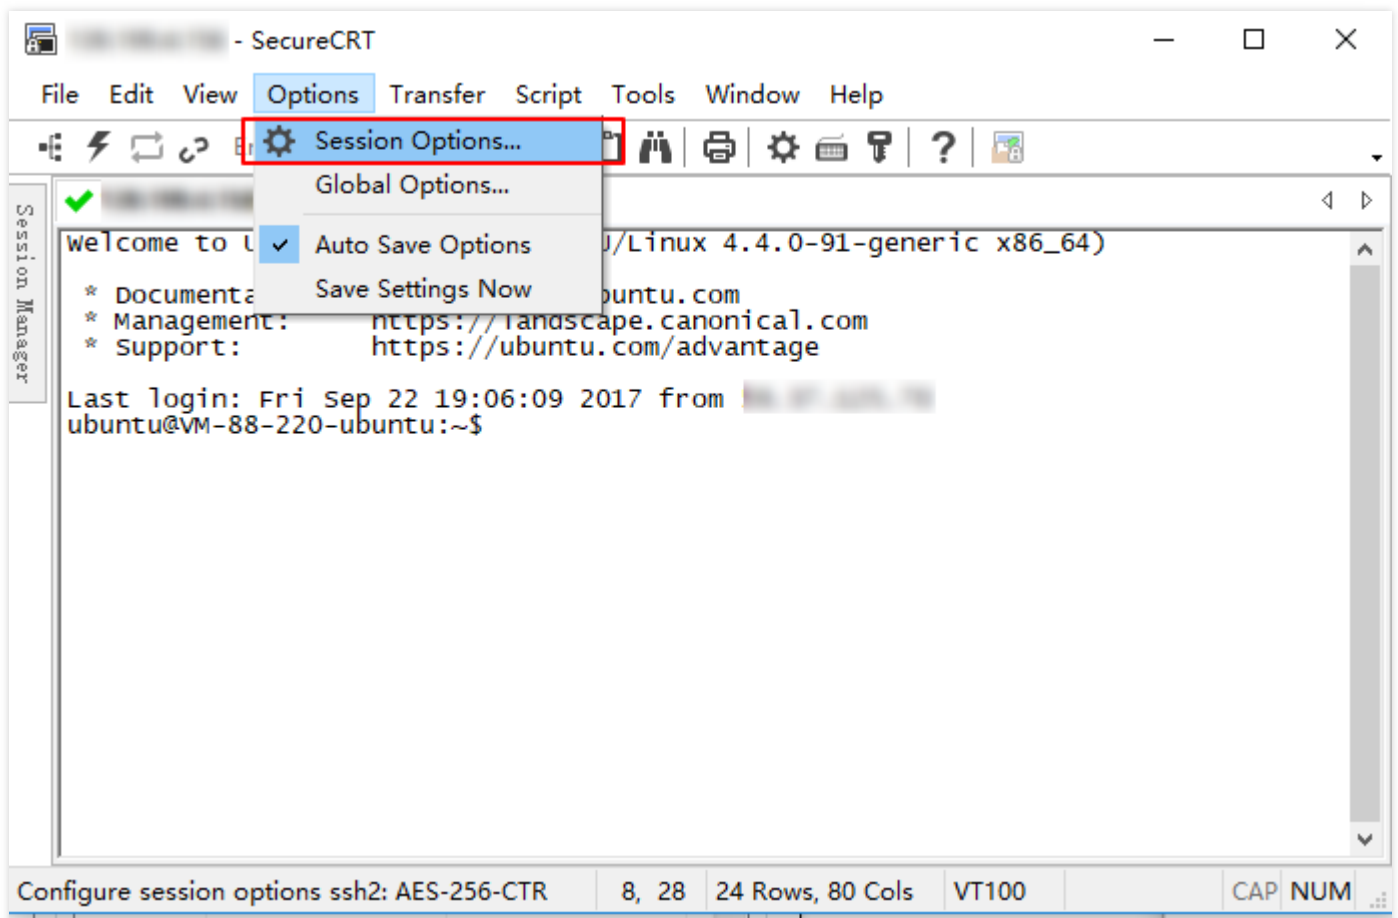 - SecureCRT
File Edit View Options Transfer Script Tools Window Help
Session Options...
Global Options...
Auto Save Options
Save Settings Now
Session Manager
Welcome to U /Linux 4.4.0-91-generic x86_64)
* Documenta buntu.com
* Management: https://landscape.canonical.com
* Support: https://ubuntu.com/advantage
Last login: Fri Sep 22 19:06:09 2017 from
ubuntu@VM-88-220-ubuntu:~$
Configure session options ssh2: AES-256-CTR 8, 28 24 Rows, 80 Cols VT100 CAP NUM